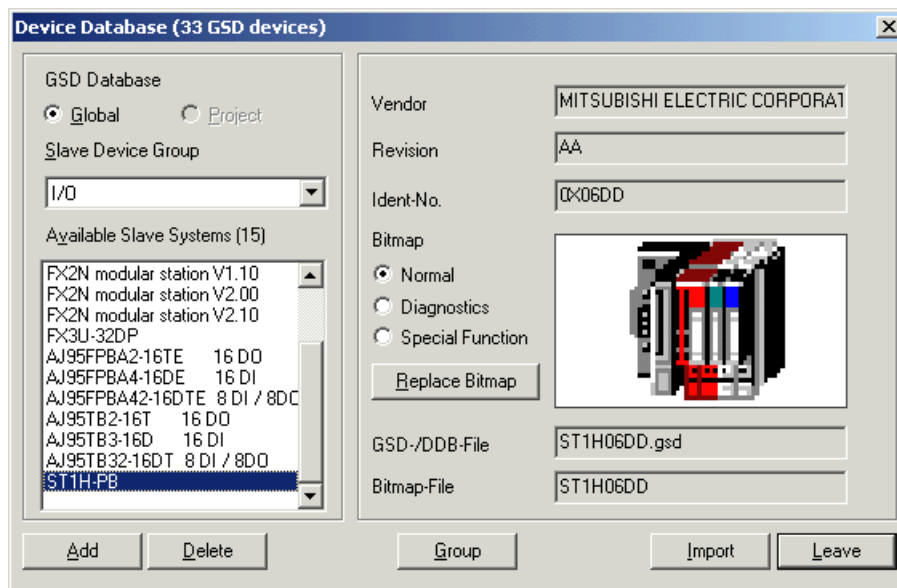 Device Database (33 GSD devices)
GSD Database
Global
Project
Slave Device Group
I/O
Available Slave Systems (15)
FX2N modular station V1.10
FX2N modular station V2.00
FX2N modular station V2.10
FX3U-32DP
AJ95FPBA2-16TE 16 DO
AJ95FPBA4-16DE 16 DI
AJ95FPBA42-16DTE 8 DI / 8DO
AJ95TB2-16T 16 DO
AJ95TB3-16D 16 DI
AJ95TB32-16DT 8 DI / 8DO
ST1H-PB
Vendor
MITSUBISHI ELECTRIC CORPORAT
Revision
AA
Ident-No.
0X06DD
Bitmap
Normal
Diagnostics
Special Function
Replace Bitmap
GSD-/DDB-File
ST1H06DD.gsd
Bitmap-File
ST1H06DD
Add
Delete
Group
Import
Leave